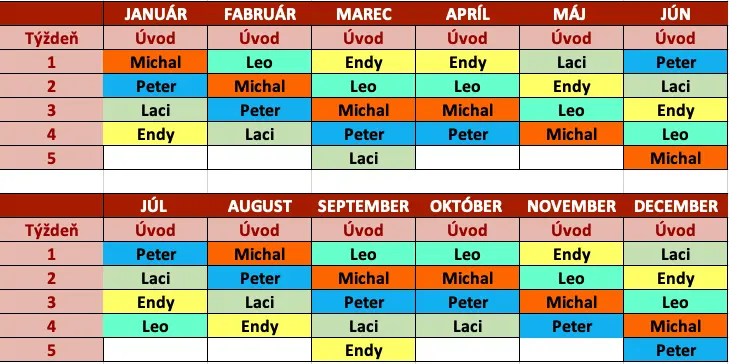 JANUÁR FABRUÁR MAREC APRÍL MÁJ JÚN
Týždeň Úvod Úvod Úvod Úvod Úvod Úvod
1 Michal Leo Endy Endy Laci Peter
2 Peter Michal Leo Leo Endy Laci
3 Laci Peter Michal Michal Leo Endy
4 Endy Laci Peter Peter Michal Leo
5 Laci Michal
JÚL AUGUST SEPTEMBER OKTÓBER NOVEMBER DECEMBER
Týždeň Úvod Úvod Úvod Úvod Úvod Úvod
1 Peter Michal Leo Leo Endy Laci
2 Laci Peter Michal Michal Leo Endy
3 Endy Laci Peter Peter Michal Leo
4 Leo Endy Laci Laci Peter Michal
5 Endy Peter